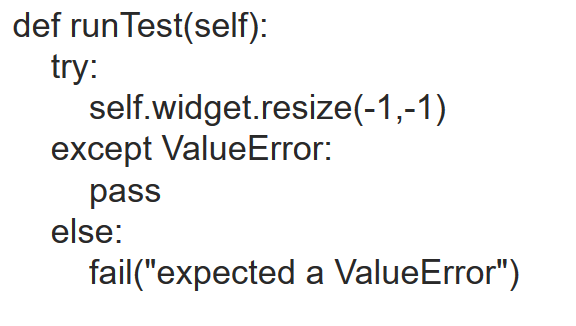 def runTest(self):
    try:
        self.widget.resize(-1,-1)
    except ValueError:
        pass
    else:
        fail("expected a ValueError")